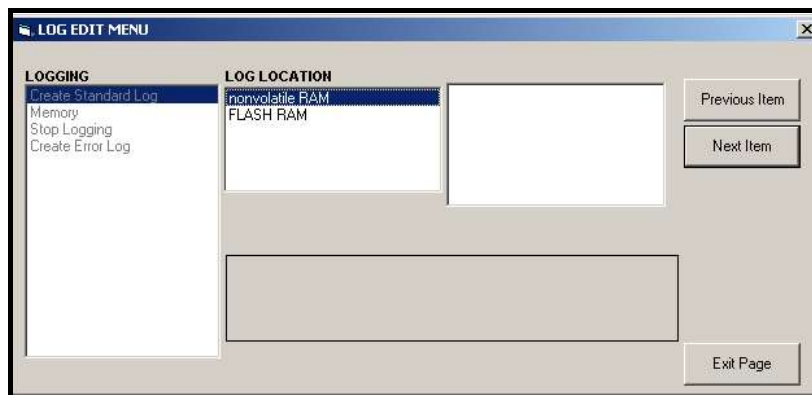 LOG EDIT MENU
LOGGING
Create Standard Log
Memory
Stop Logging
Create Error Log
LOG LOCATION
nonvolatile RAM
FLASH RAM
Previous Item
Next Item
Exit Page